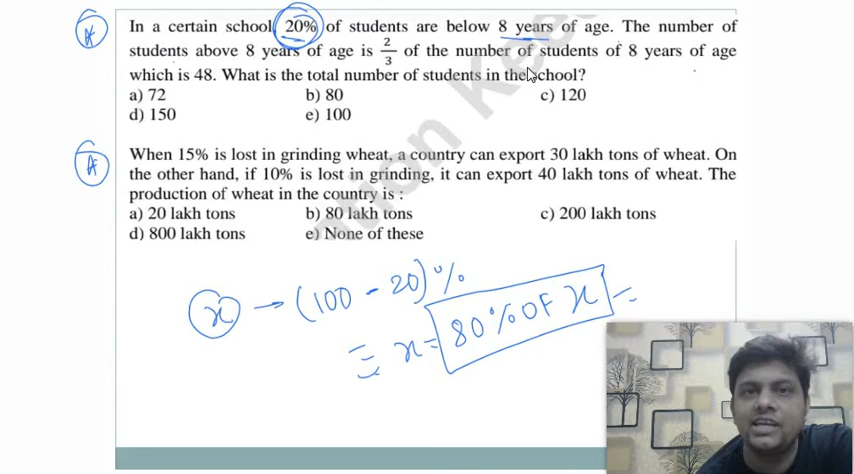 In a certain school, 20% of students are below 8 years of age. The number of
students above 8 years of age is 2/3 of the number of students of 8 years of age
which is 48. What is the total number of students in the school?
a) 72 b) 80 c) 120
d) 150 e) 100
When 15% is lost in grinding wheat, a country can export 30 lakh tons of wheat. On
the other hand, if 10% is lost in grinding, it can export 40 lakh tons of wheat. The
production of wheat in the country is :
a) 20 lakh tons b) 80 lakh tons c) 200 lakh tons
d) 800 lakh tons e) None of these
x → (100 - 20)%
= x = 80% OF x =